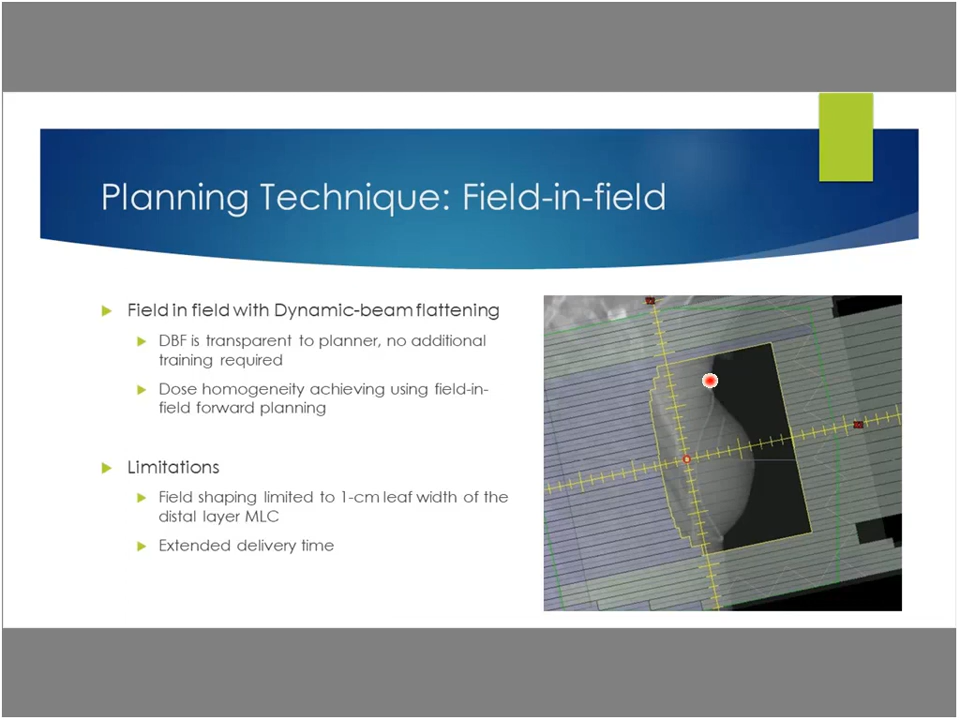 Planning Technique: Field-in-field
Field in field with Dynamic-beam flattening
DBF is transparent to planner, no additional
training required
Dose homogeneity achieving using field-in-
field forward planning
Limitations
Field shaping limited to 1-cm leaf width of the
distal layer MLC
Extended delivery time